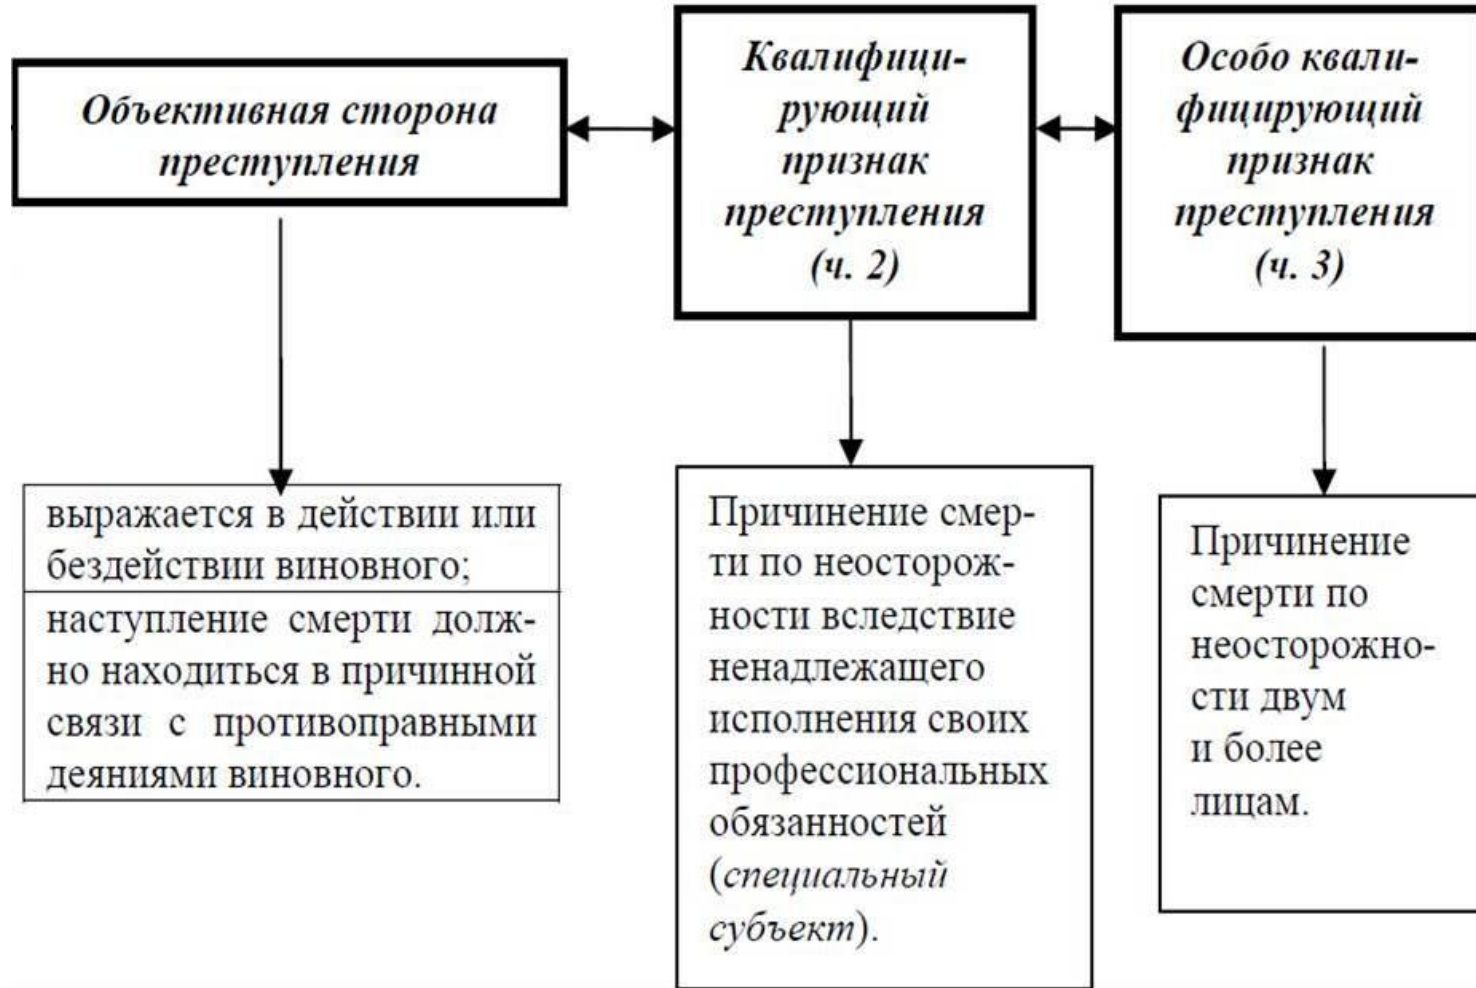 Объективная сторона
преступления
Квалифици-
рующий
признак
преступления
(ч. 2)
Особо квали-
фицирующий
признак
преступления
(ч. 3)
выражается в действии или
бездействии виновного;
наступление смерти долж-
но находиться в причинной
связи с противоправными
деяниями виновного.
Причинение смер-
ти по неосторож-
ности вследствие
ненадлежащего
исполнения своих
профессиональных
обязанностей
(специальный
субъект).
Причинение
смерти по
неосторожно-
сти двум
и более
лицам.